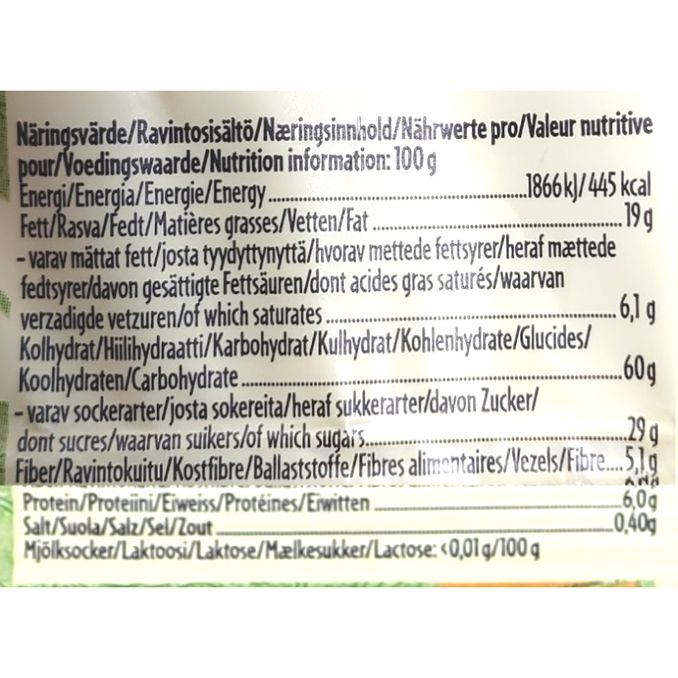 Näringsvärde/Ravintosisältö/Næringsinnhold/Nährwerte pro/Valeur nutritive
pour/Voedingswaarde/Nutrition information: 100 g
Energi/Energia/Energie/Energy..........1866 kJ/ 445 kcal
Fett/Rasva/Fedt/Matières grasses/Vetten/Fat..........19 g
- varav mättat fett/josta tyydyttynyttä/hvorav mettede fettsyrer/heraf mættede
fedtsyrer/davon gesättigte Fettsäuren/dont acides gras saturés/waarvan
verzadigde vetzuren/of which saturates..........6,1 g
Kolhydrat/Hiilihydraatti/Karbohydrat/Kulhydrat/Kohlenhydrate/Glucides/
Koolhydraten/Carbohydrate..........60g
- varav sockerarter/josta sokereita/heraf sukkerarter/davon Zucker/
dont sucres/waarvan suikers/of which sugars..........29 g
Fiber/Ravintokuitu/Kostfibre/Ballaststoffe/Fibres alimentaires/Vezels/Fibre....5,1g
Protein/Proteiini/Eiweiss/Protéines/Eiwitten..........6,0g
Salt/Suola/Salz/Sel/Zout..........0,40g
Mjölksocker/Laktoosi/Laktose/Mælkesukker/Lactose: <0,01 g/100 g